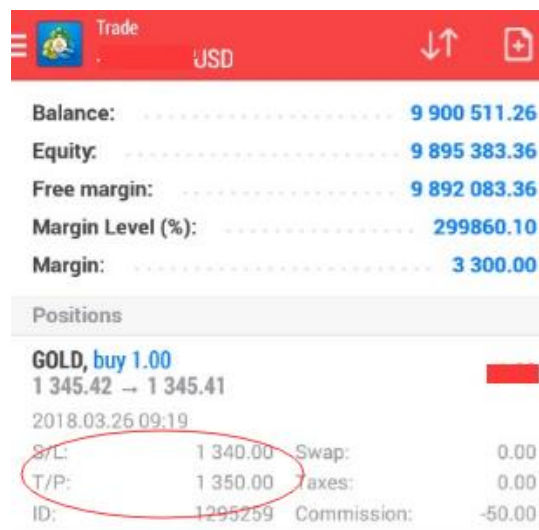 Trade
USD
Balance: 9 900 511.26
Equity: 9 895 383.36
Free margin: 9 892 083.36
Margin Level (%): 299860.10
Margin: 3 300.00
Positions
GOLD, buy 1.00
1 345.42 → 1 345.41
2018.03.26 09:19
S/L: 1 340.00 Swap: 0.00
T/P: 1 350.00 Taxes: 0.00
ID: 1295259 Commission: -50.00